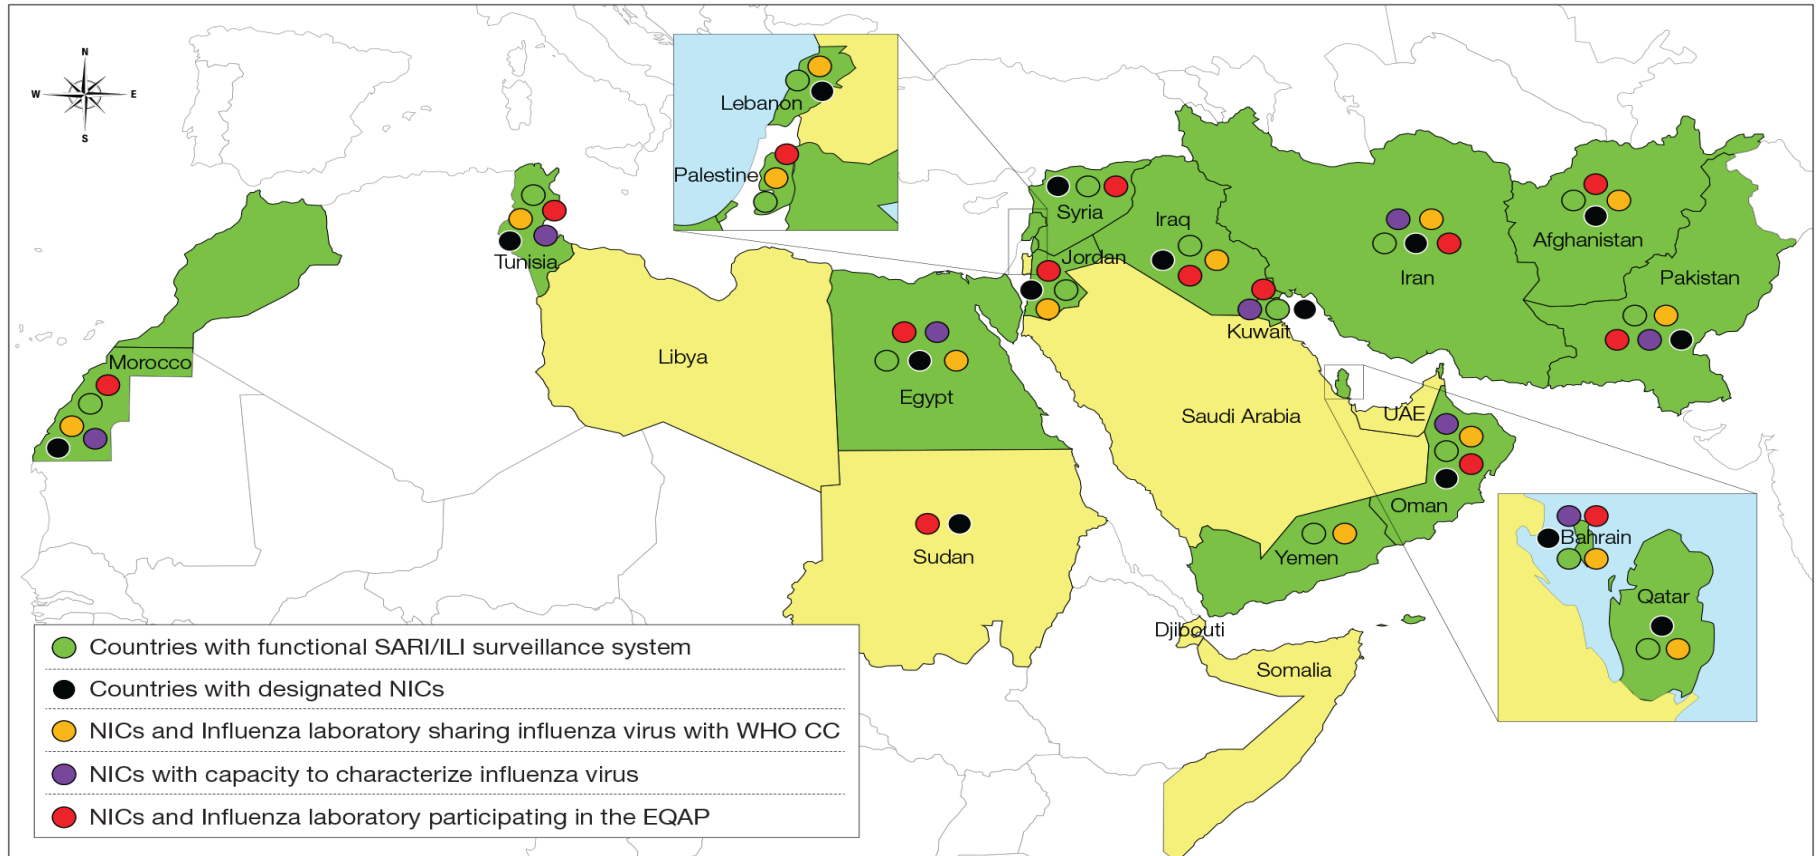 N
W
E
S
Lebanon
Palestine
Syria
Iraq
Jordan
Iran
Afghanistan
Pakistan
Tunisia
Kuwait
Morocco
Libya
Egypt
Saudi Arabia
UAE
Oman
Sudan
Yemen
Bahrain
Qatar
Djibouti
Somalia
Countries with functional SARI/ILI surveillance system
Countries with designated NICs
NICs and Influenza laboratory sharing influenza virus with WHO CC
NICs with capacity to characterize influenza virus
NICs and Influenza laboratory participating in the EQAP